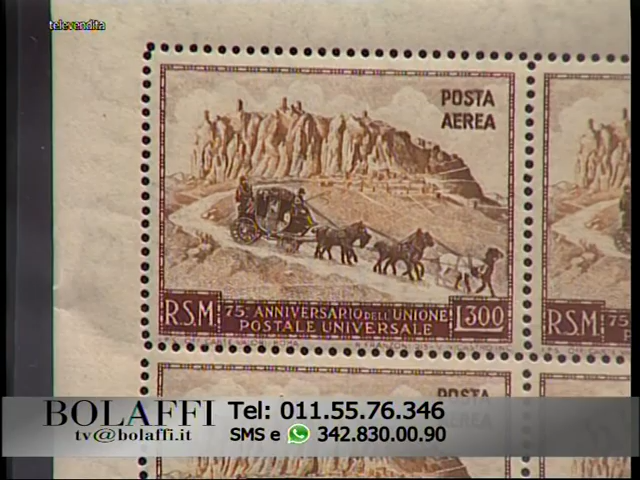 televendita
POSTA
AEREA
R.S.M. 75° ANNIVERSARIO DELL'UNIONE
POSTALE UNIVERSALE
L300
R.S.M. 75
POSTA
BOLAFFI
tv@bolaffi.it
Tel: 011.55.76.346
SMS e 342.830.00.90